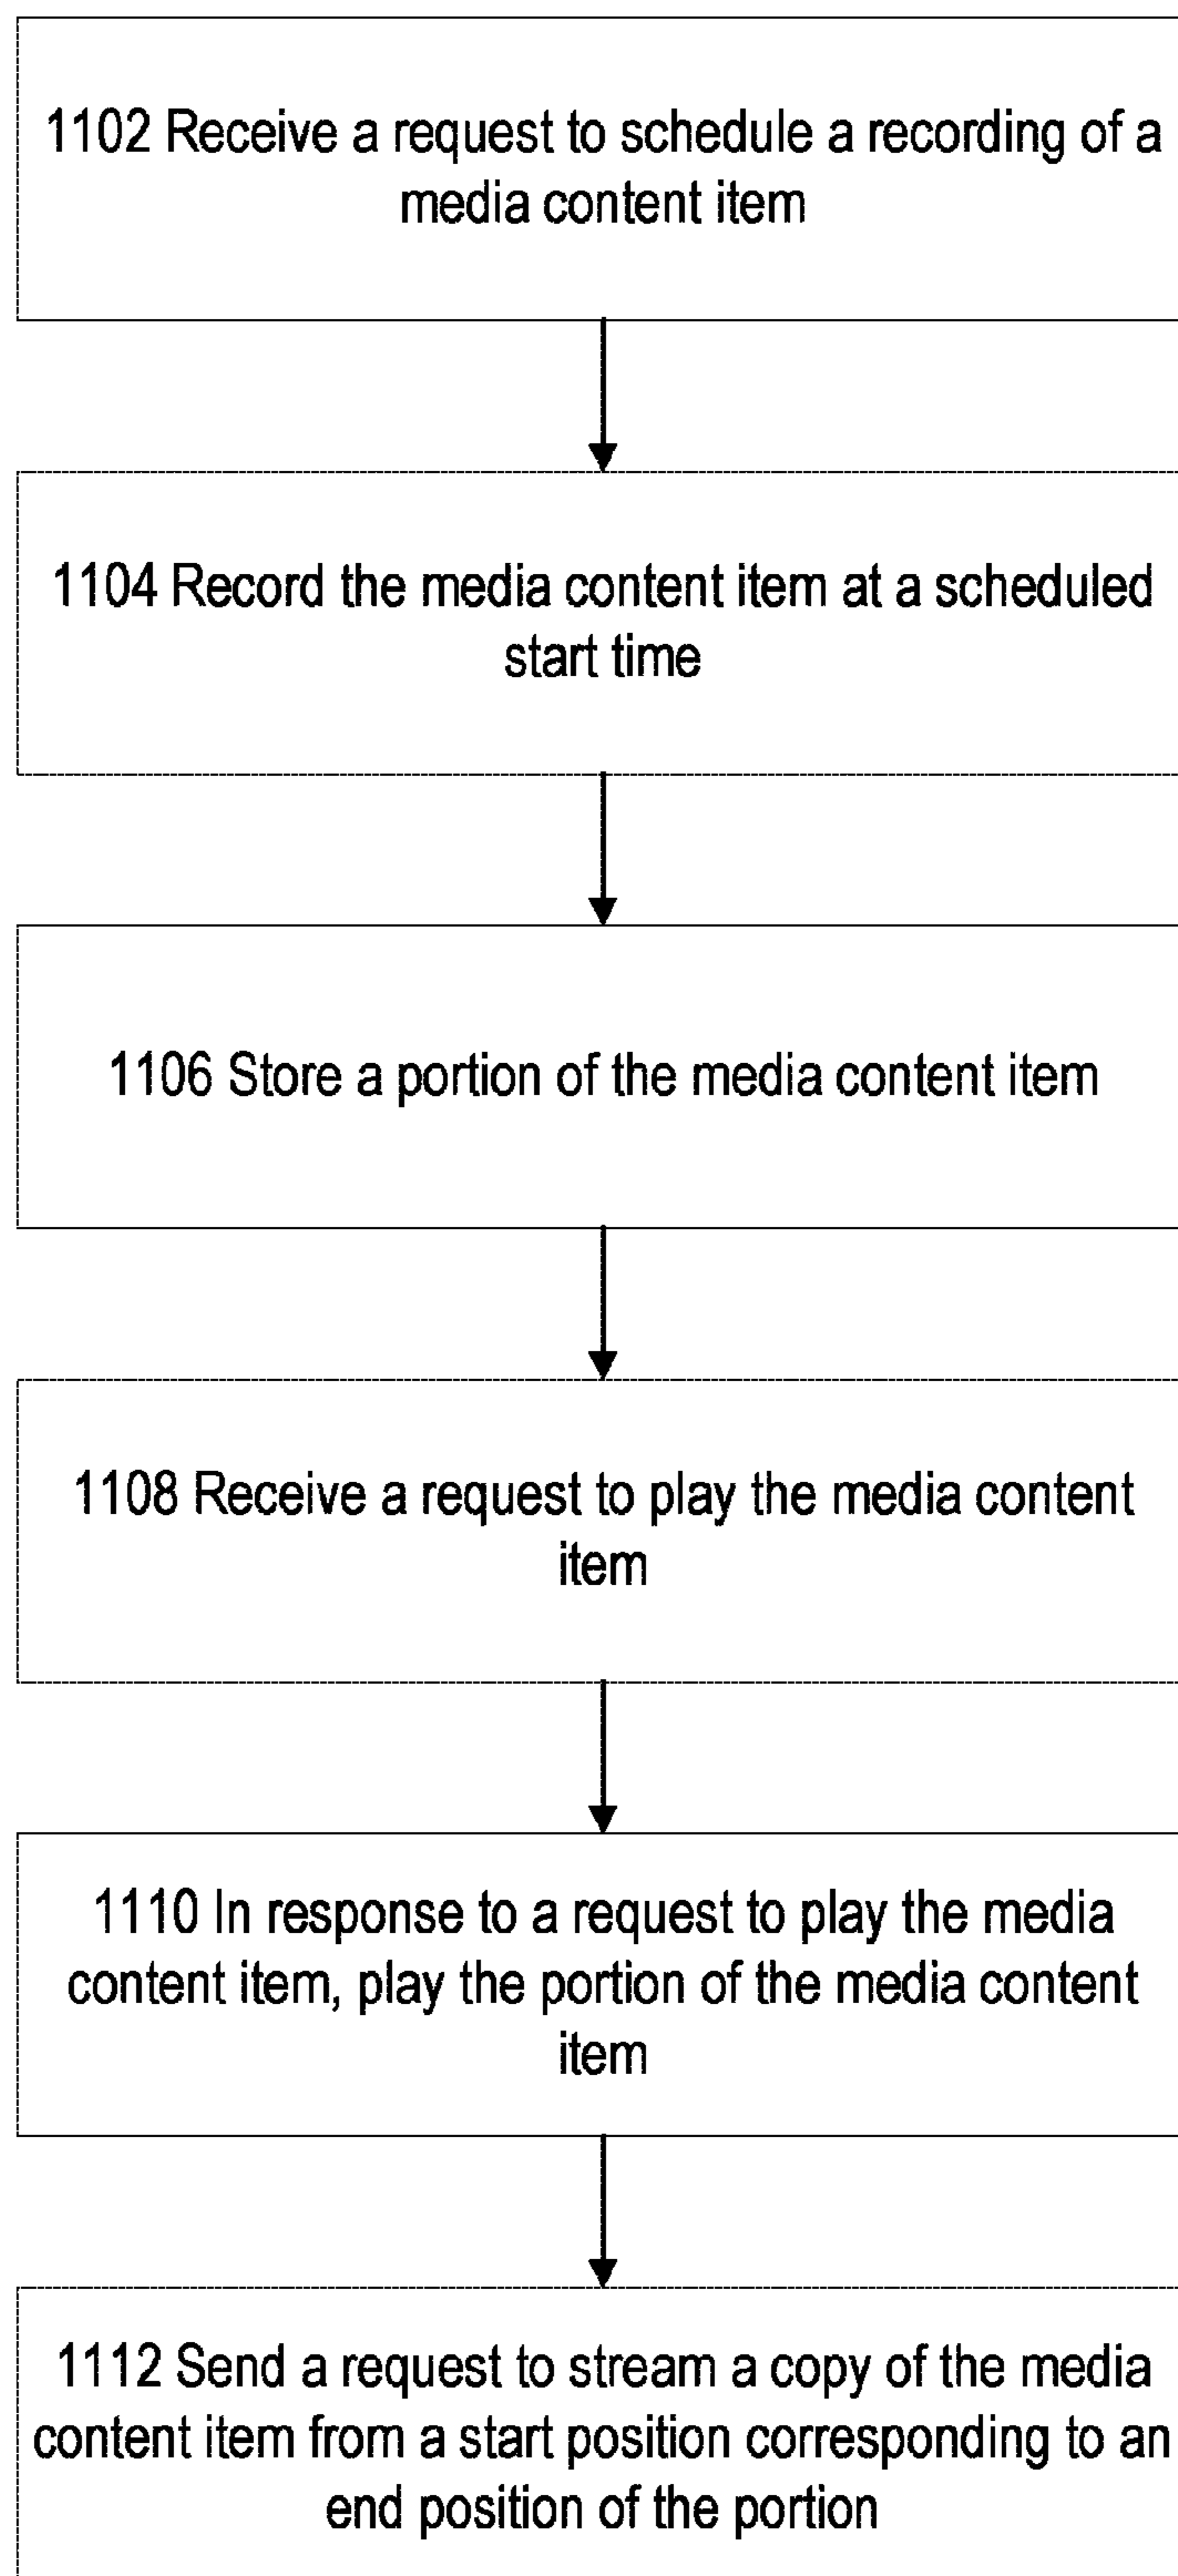 1102 Receive a request to schedule a recording of a
media content item
1104 Record the media content item at a scheduled
start time
1106 Store a portion of the media content item
1108 Receive a request to play the media content
item
1110 In response to a request to play the media
content item, play the portion of the media content
item
1112 Send a request to stream a copy of the media
content item from a start position corresponding to an
end position of the portion